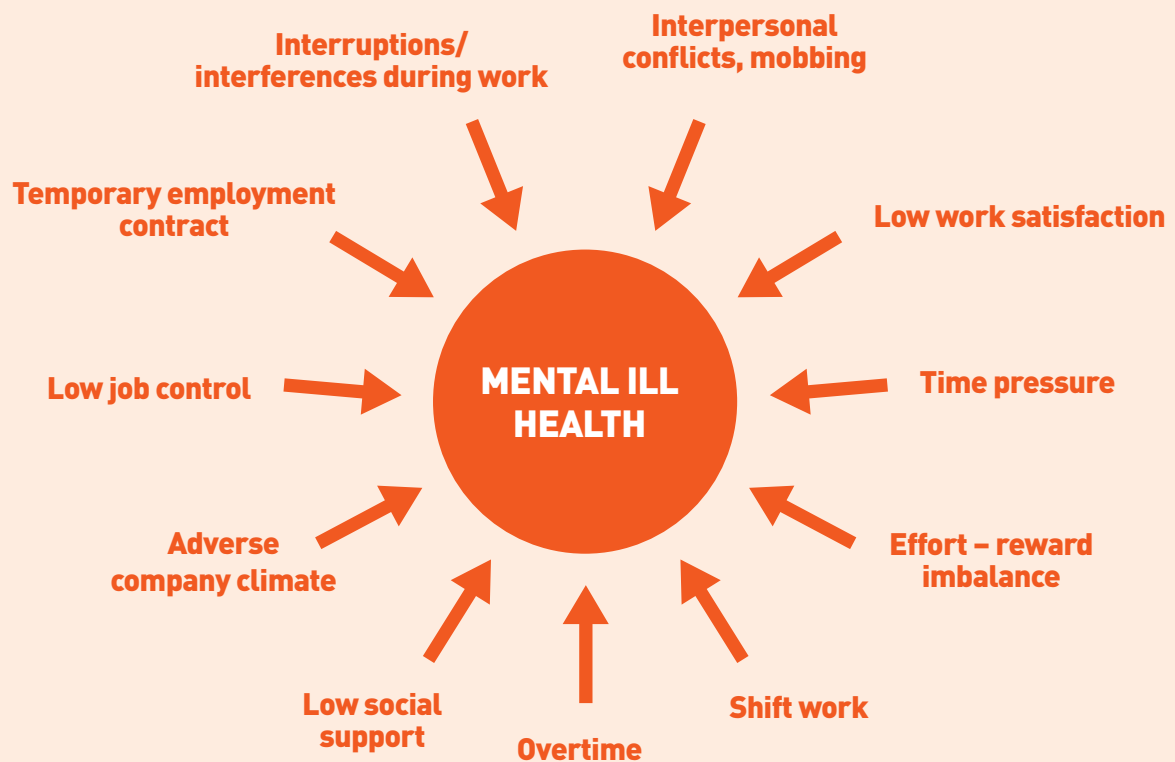 Interruptions/
interferences during work
Interpersonal
conflicts, mobbing
Temporary employment
contract
Low work satisfaction
Low job control
MENTAL ILL
HEALTH
Time pressure
Adverse
company climate
Effort – reward
imbalance
Low social
support
Overtime
Shift work